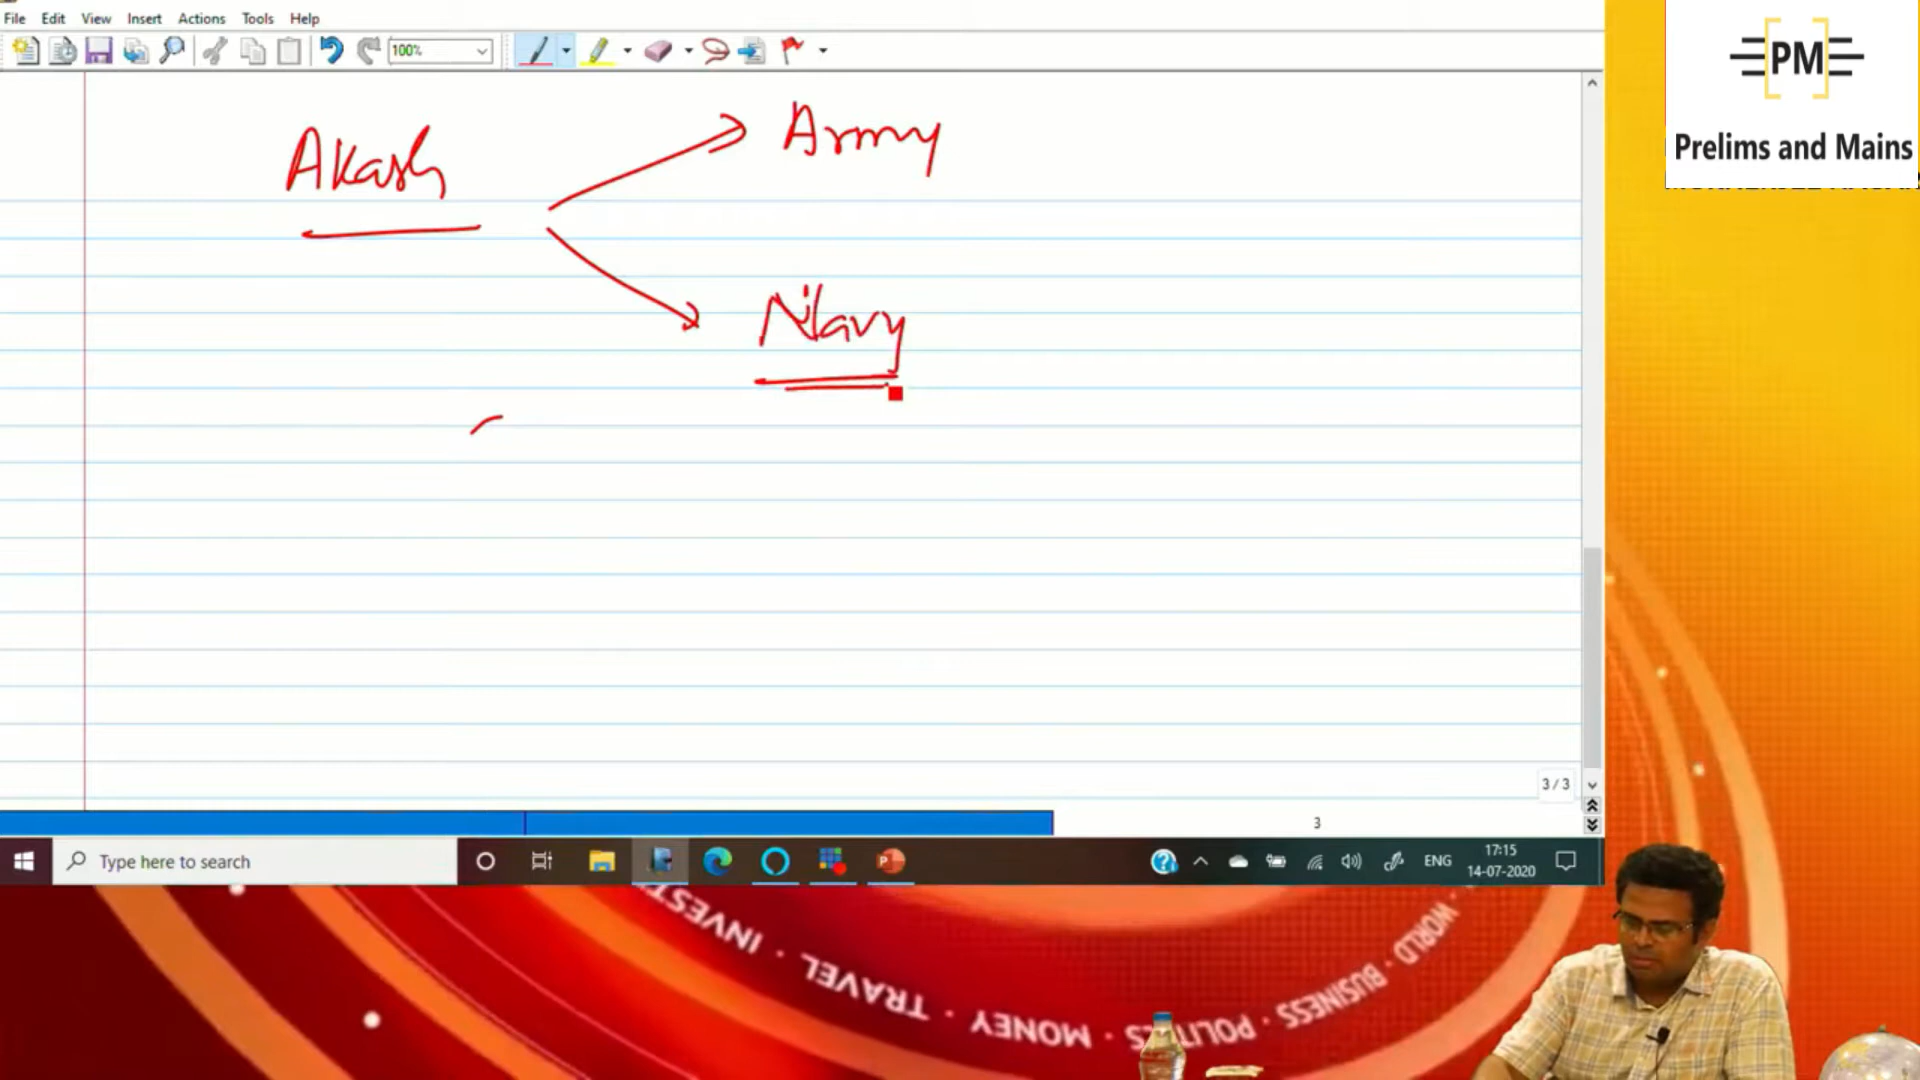 File Edit View Insert Actions Tools Help
100%
PM
Prelims and Mains
Akash
Army
Navy
3/3
3
Type here to search
ENG
17:15
14-07-2020
INVEST · TRAVEL · MONEY · POLITICS · BUSINESS · WORLD